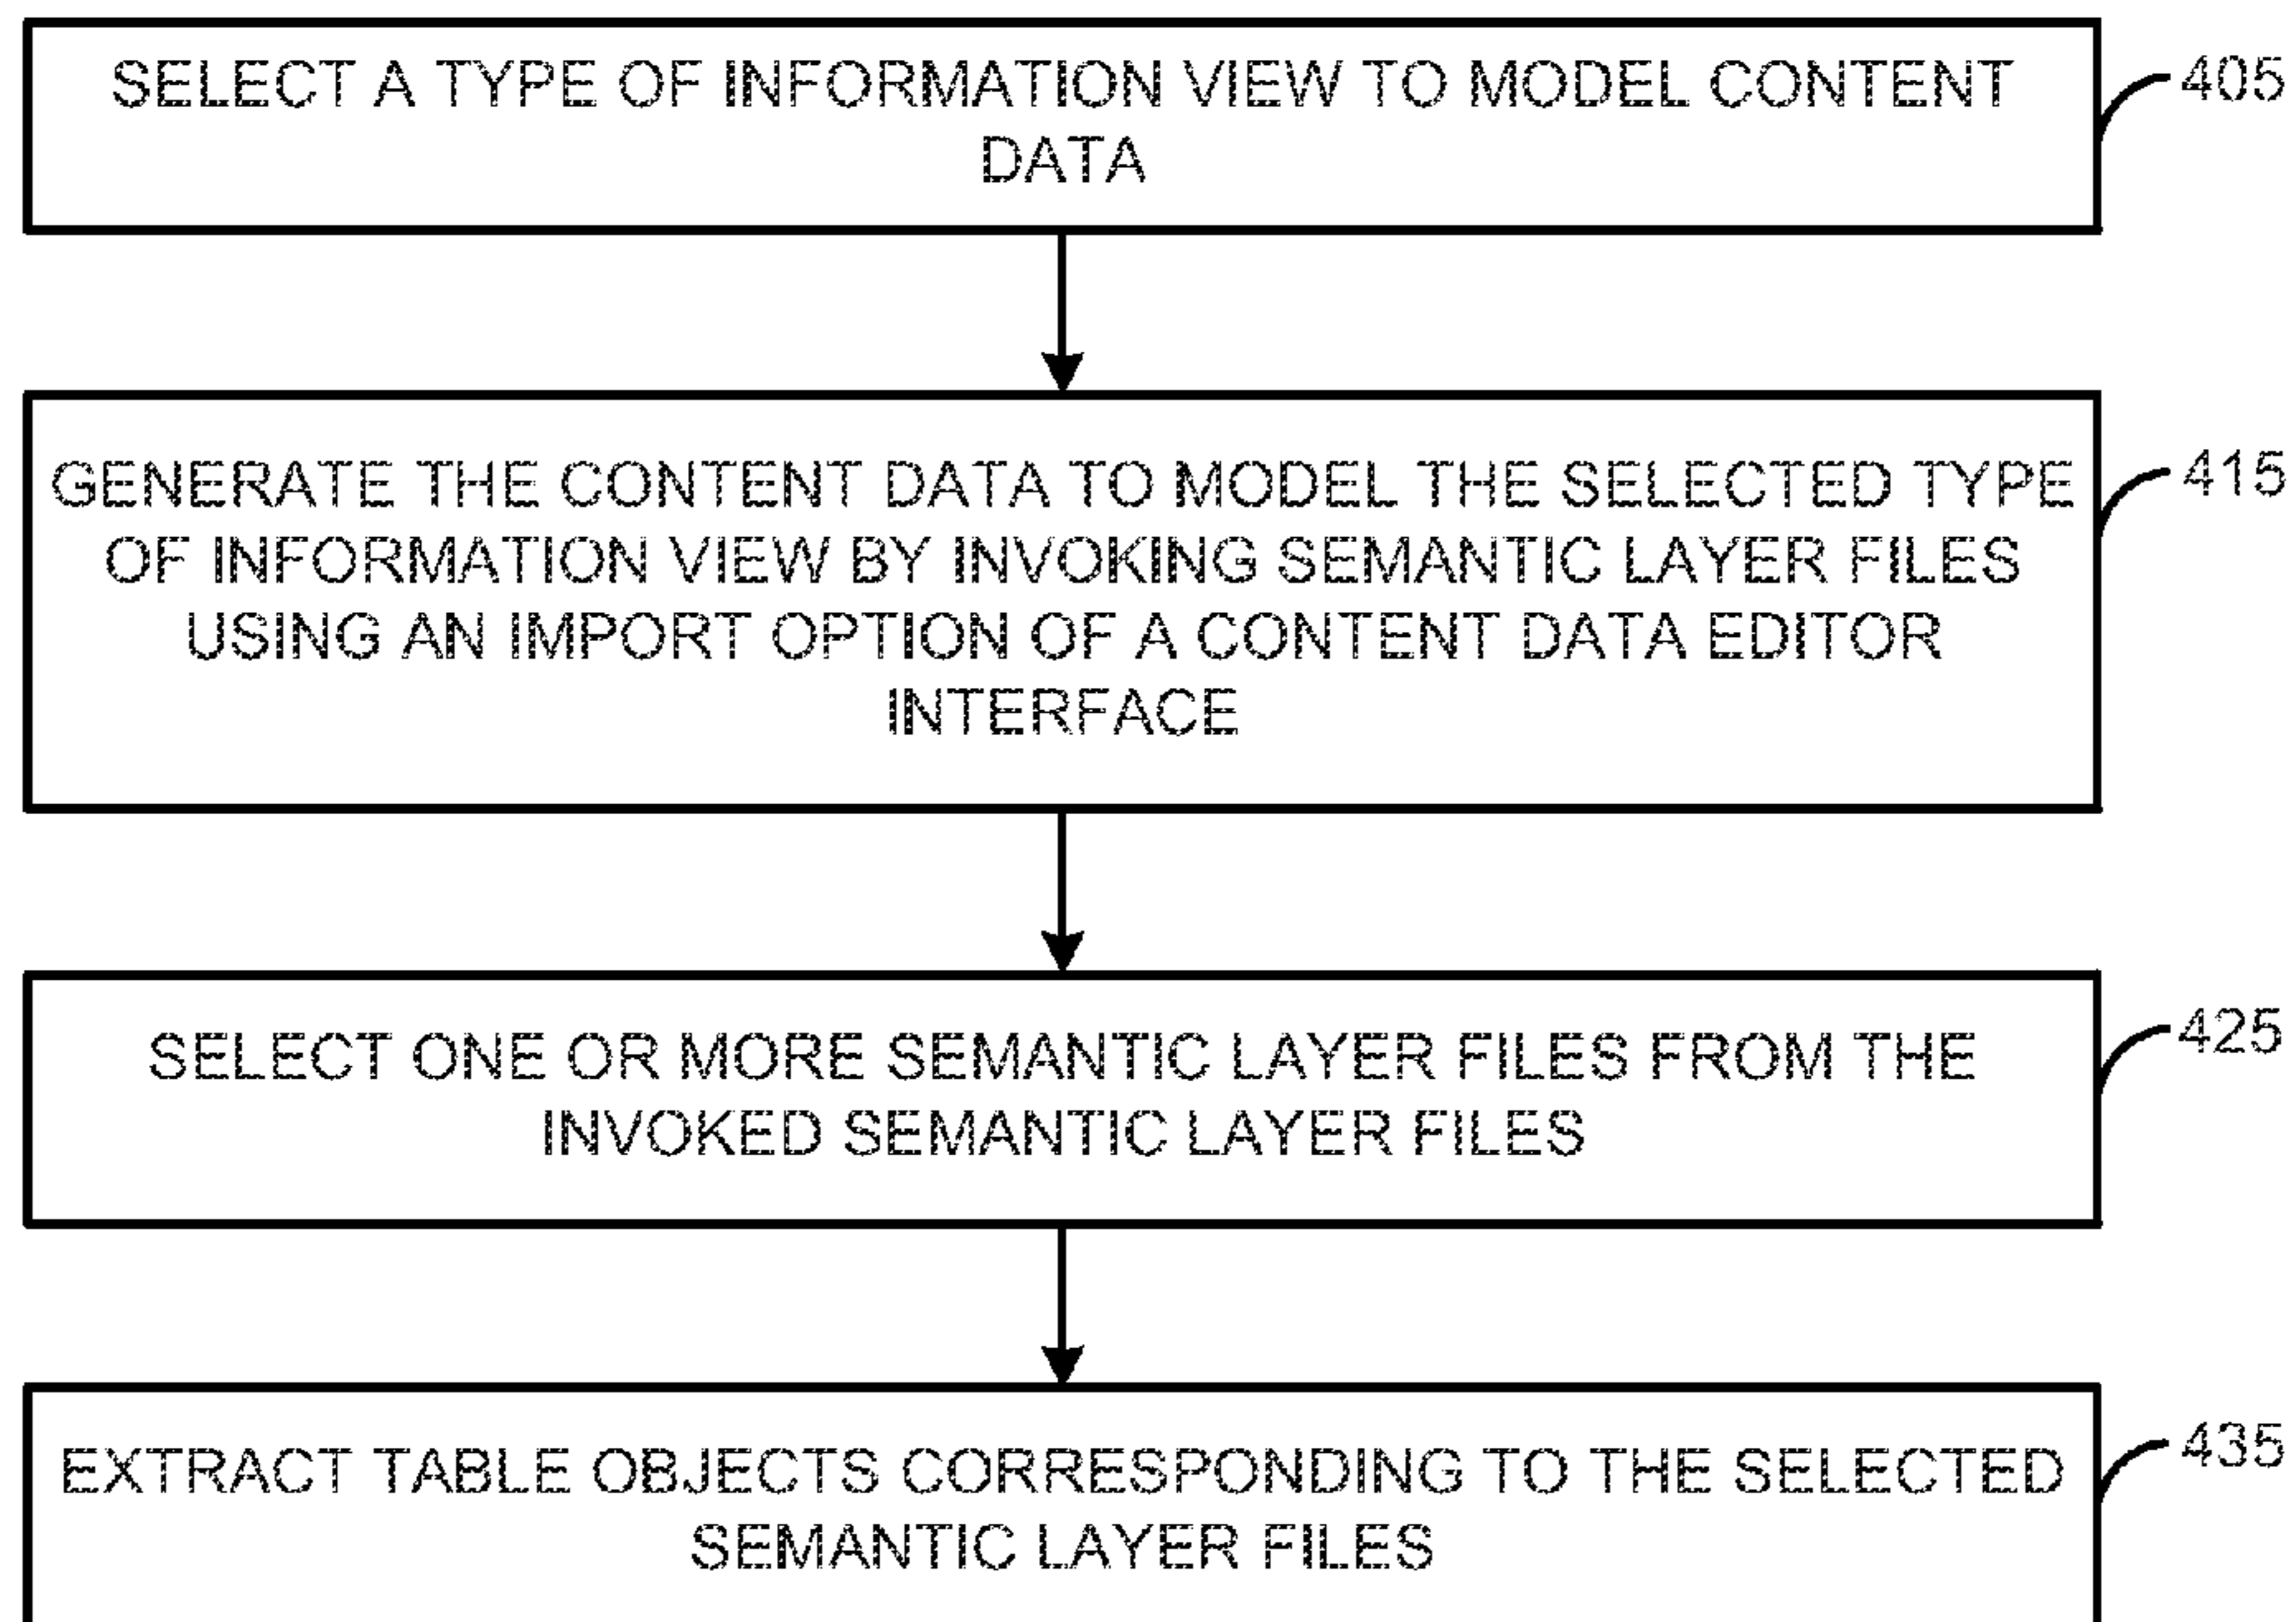 SELECT A TYPE OF INFORMATION VIEW TO MODEL CONTENT
DATA
405
GENERATE THE CONTENT DATA TO MODEL THE SELECTED TYPE
OF INFORMATION VIEW BY INVOKING SEMANTIC LAYER FILES
USING AN IMPORT OPTION OF A CONTENT DATA EDITOR
INTERFACE
415
SELECT ONE OR MORE SEMANTIC LAYER FILES FROM THE
INVOKED SEMANTIC LAYER FILES
425
EXTRACT TABLE OBJECTS CORRESPONDING TO THE SELECTED
SEMANTIC LAYER FILES
435